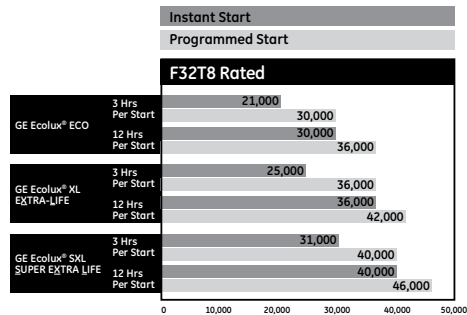 Instant Start
Programmed Start
F32T8 Rated
GE Ecolux® ECO
3 Hrs
Per Start
21,000
30,000
12 Hrs
Per Start
30,000
36,000
GE Ecolux® XL
EXTRA-LIFE
3 Hrs
Per Start
25,000
36,000
12 Hrs
Per Start
36,000
42,000
GE Ecolux® SXL
SUPER EXTRA LIFE
3 Hrs
Per Start
31,000
40,000
12 Hrs
Per Start
40,000
46,000
0 10,000 20,000 30,000 40,000 50,000